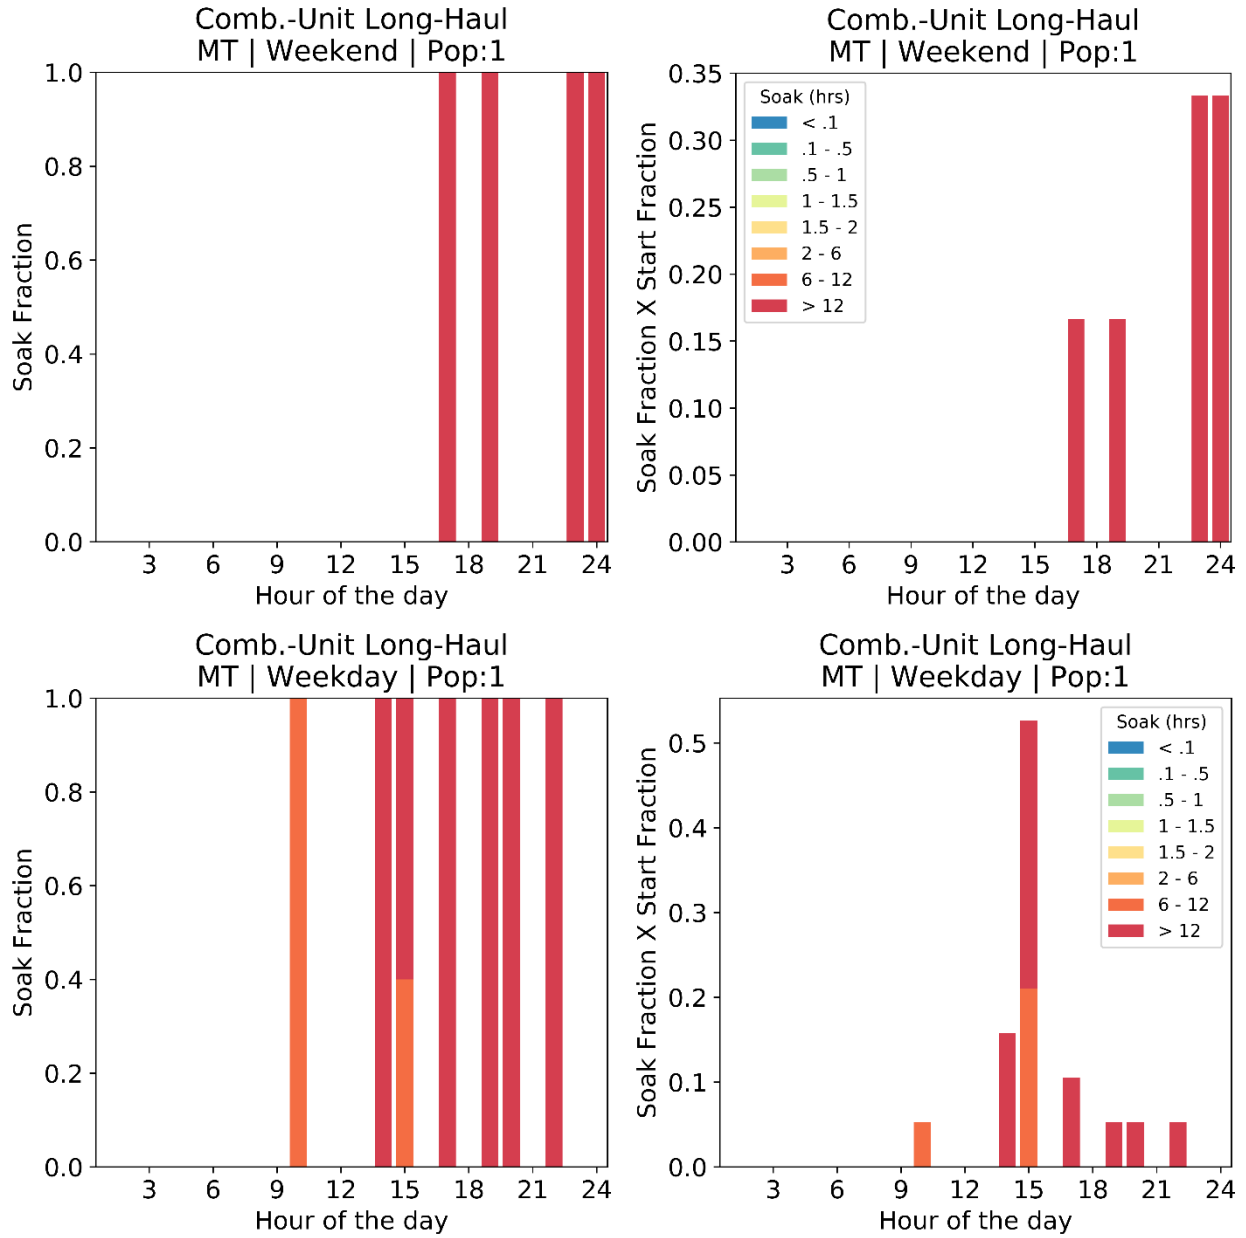 Comb.-Unit Long-Haul
MT | Weekend | Pop:1
1.0
0.8
0.6
0.4
0.2
0.0
Soak Fraction
3 6 9 12 15 18 21 24
Hour of the day
Comb.-Unit Long-Haul
MT | Weekend | Pop:1
0.35
0.30
0.25
0.20
0.15
0.10
0.05
0.00
Soak Fraction X Start Fraction
Soak (hrs)
< .1
.1 - .5
.5 - 1
1 - 1.5
1.5 - 2
2 - 6
6 - 12
> 12
3 6 9 12 15 18 21 24
Hour of the day
Comb.-Unit Long-Haul
MT | Weekday | Pop:1
1.0
0.8
0.6
0.4
0.2
0.0
Soak Fraction
3 6 9 12 15 18 21 24
Hour of the day
Comb.-Unit Long-Haul
MT | Weekday | Pop:1
0.5
0.4
0.3
0.2
0.1
0.0
Soak Fraction X Start Fraction
Soak (hrs)
< .1
.1 - .5
.5 - 1
1 - 1.5
1.5 - 2
2 - 6
6 - 12
> 12
3 6 9 12 15 18 21 24
Hour of the day